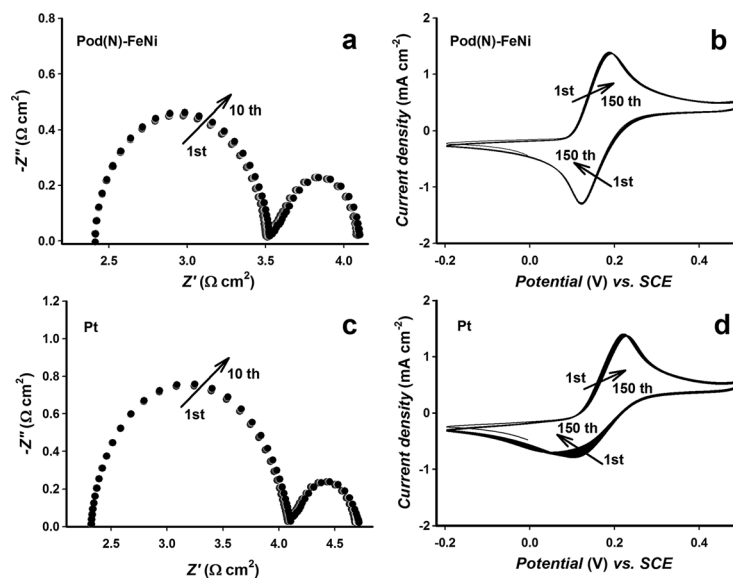 Pod(N)-FeNi
a
-Z″ (Ω cm²)
0.8
0.6
0.4
0.2
0.0
10 th
1st
2.5
3.0
3.5
4.0
Z′ (Ω cm²)
Pod(N)-FeNi
b
Current density (mA cm⁻²)
2
1
0
-1
-2
1st
150 th
150 th
1st
-0.2
0.0
0.2
0.4
Potential (V) vs. SCE
Pt
c
-Z″ (Ω cm²)
1.2
1.0
0.8
0.6
0.4
0.2
0.0
10 th
1st
2.5
3.0
3.5
4.0
4.5
Z′ (Ω cm²)
Pt
d
Current density (mA cm⁻²)
2
1
0
-1
-2
1st
150 th
150 th
1st
-0.2
0.0
0.2
0.4
Potential (V) vs. SCE